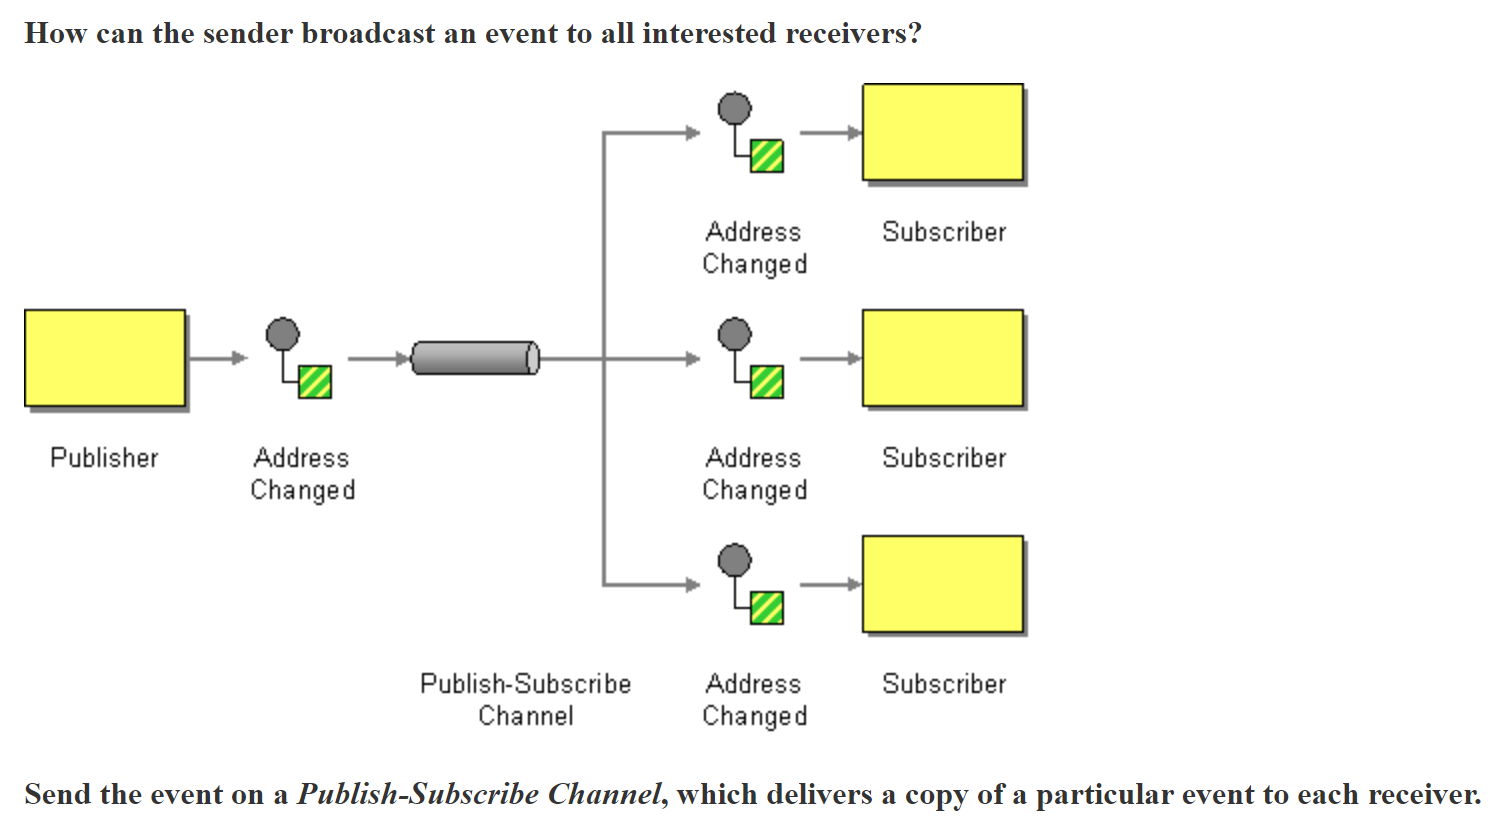 How can the sender broadcast an event to all interested receivers?
Address
Changed
Subscriber
Publisher
Address
Changed
Address
Changed
Subscriber
Publish-Subscribe
Channel
Address
Changed
Subscriber
Send the event on a Publish-Subscribe Channel, which delivers a copy of a particular event to each receiver.